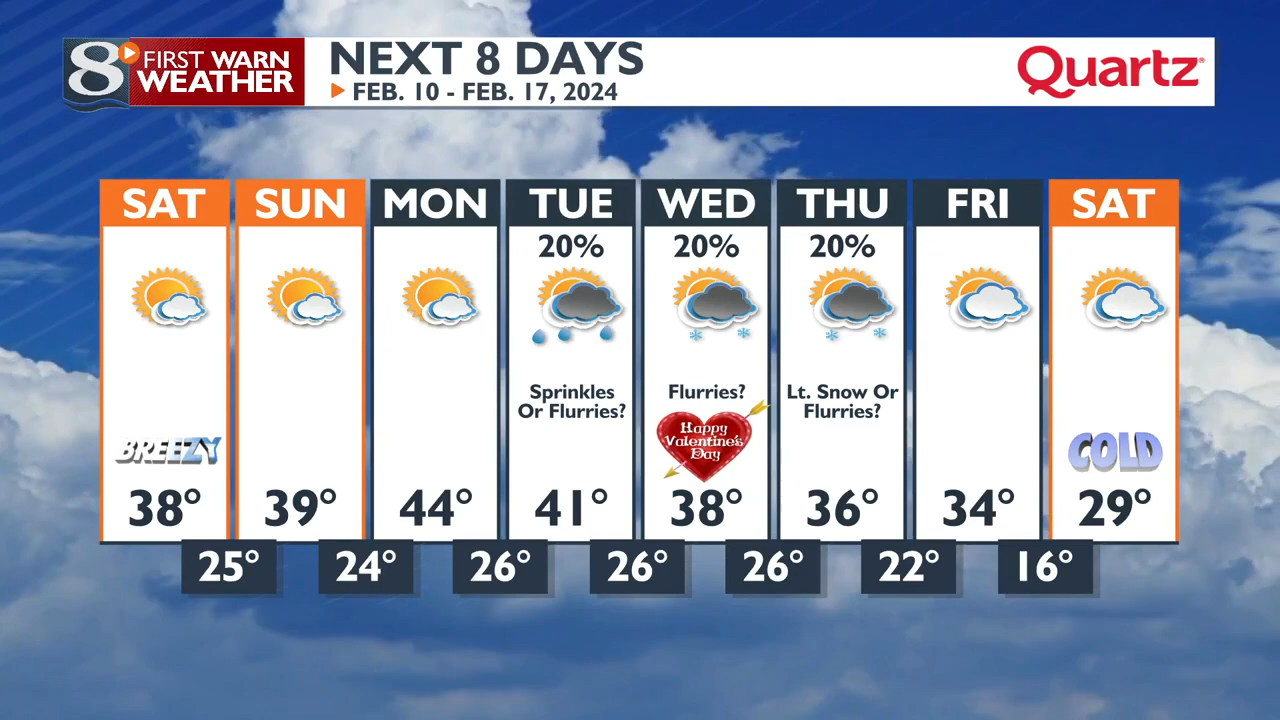 8 FIRST WARN
WEATHER
NEXT 8 DAYS
FEB. 10 - FEB. 17, 2024
Quartz®
SAT SUN MON TUE WED THU FRI SAT
20% 20% 20%
Sprinkles
Or Flurries?
Flurries?
Lt. Snow Or
Flurries?
Happy
Valentine's
Day
BREEZY
COLD
38° 39° 44° 41° 38° 36° 34° 29°
25° 24° 26° 26° 26° 22° 16°